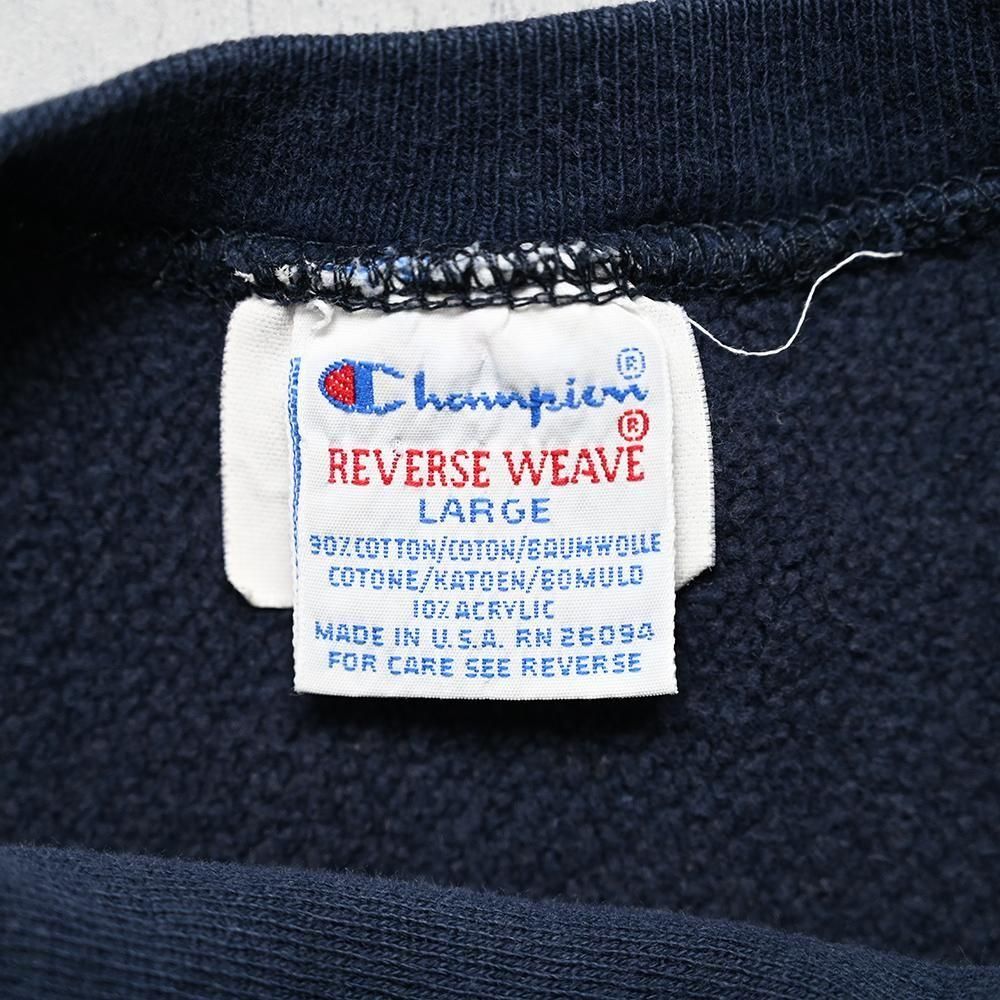 Champion®
REVERSE WEAVE®
LARGE
90% COTTON/COTON/BAUMWOLLE
COTONE/KATOEN/BOMULD
10% ACRYLIC
MADE IN U.S.A. RN 26094
FOR CARE SEE REVERSE